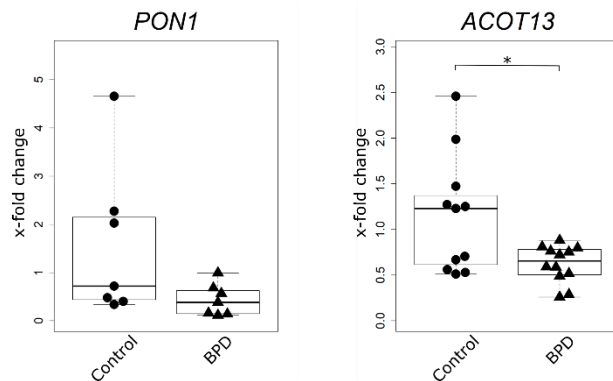 PON1
x-fold change
5
4
3
2
1
0
Control
BPD
ACOT13
x-fold change
3.0
2.5
2.0
1.5
1.0
0.5
0.0
*
Control
BPD